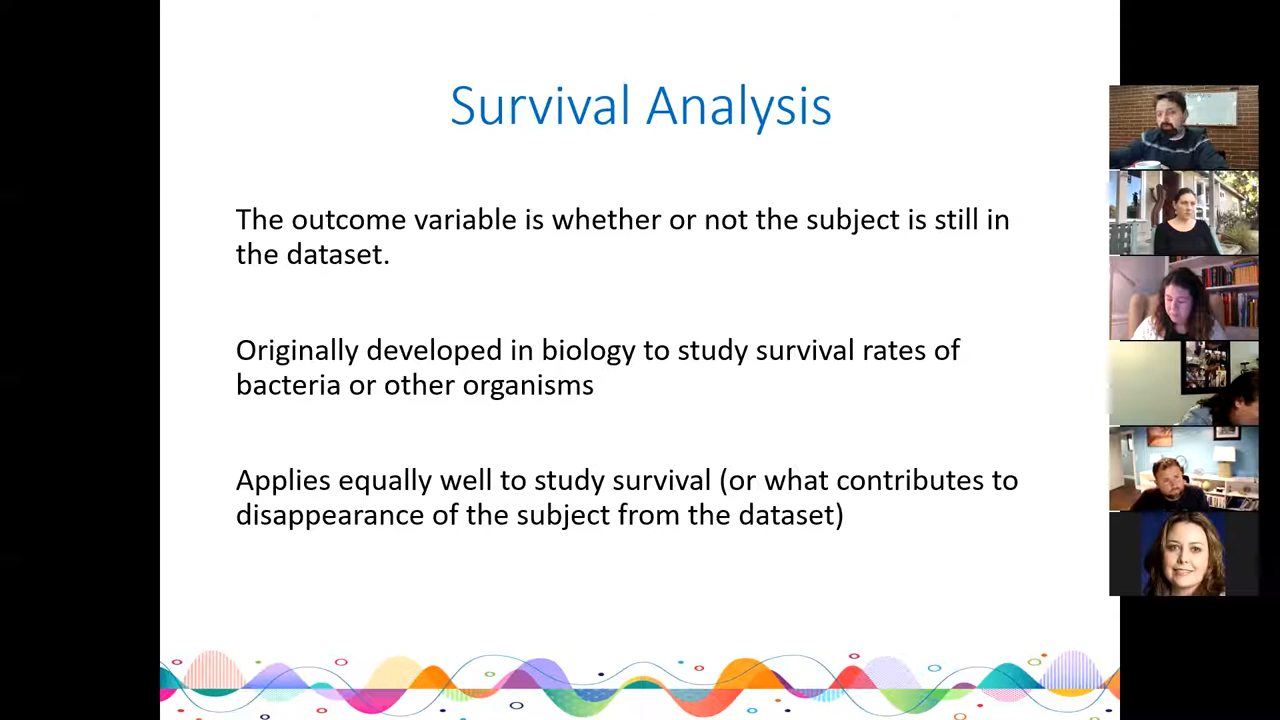 Survival Analysis
The outcome variable is whether or not the subject is still in
the dataset.
Originally developed in biology to study survival rates of
bacteria or other organisms
Applies equally well to study survival (or what contributes to
disappearance of the subject from the dataset)